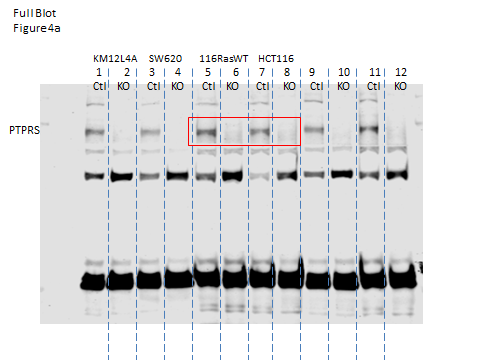 Full Blot
Figure4a
KM12L4A SW620 116RasWT HCT116
1 2 3 4 5 6 7 8 9 10 11 12
Ctl KO Ctl KO Ctl KO Ctl KO Ctl KO Ctl KO
PTPRS